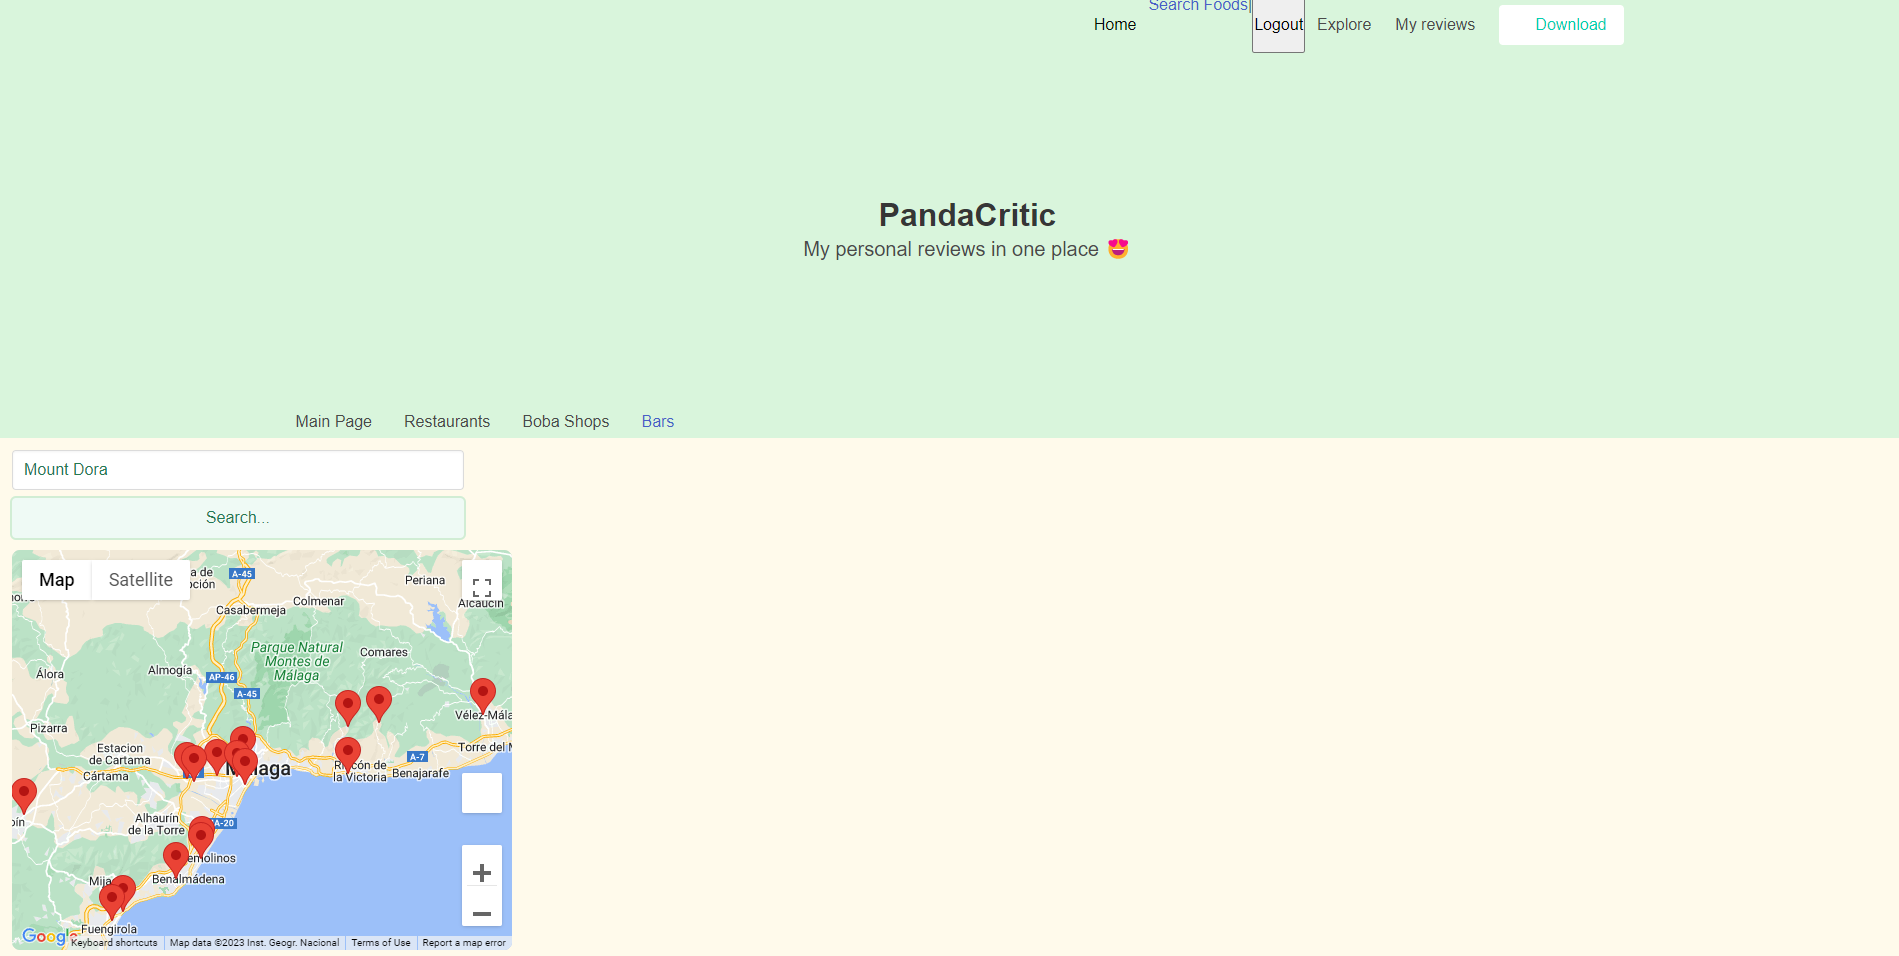 Search Foods|
Home
Logout
Explore
My reviews
Download
PandaCritic
My personal reviews in one place 😍
Main Page
Restaurants
Boba Shops
Bars
Mount Dora
Search...
Map
Satellite
A-45
Periana
Colmenar
Casabermeja
Alcaucín
Parque Natural
Montes de
Málaga
Comares
Almogía
Álora
AP-46
A-45
Vélez-Mála
Pizarra
Estacion
de Cartama
Cártama
A-7
Torre del M
Rincón de
la Victoria
Benajarafe
Alhaurín
de la Torre
A-20
emolinos
Benalmádena
Mija
Fuengirola
Google
Keyboard shortcuts
Map data ©2023 Inst. Geogr. Nacional
Terms of Use
Report a map error